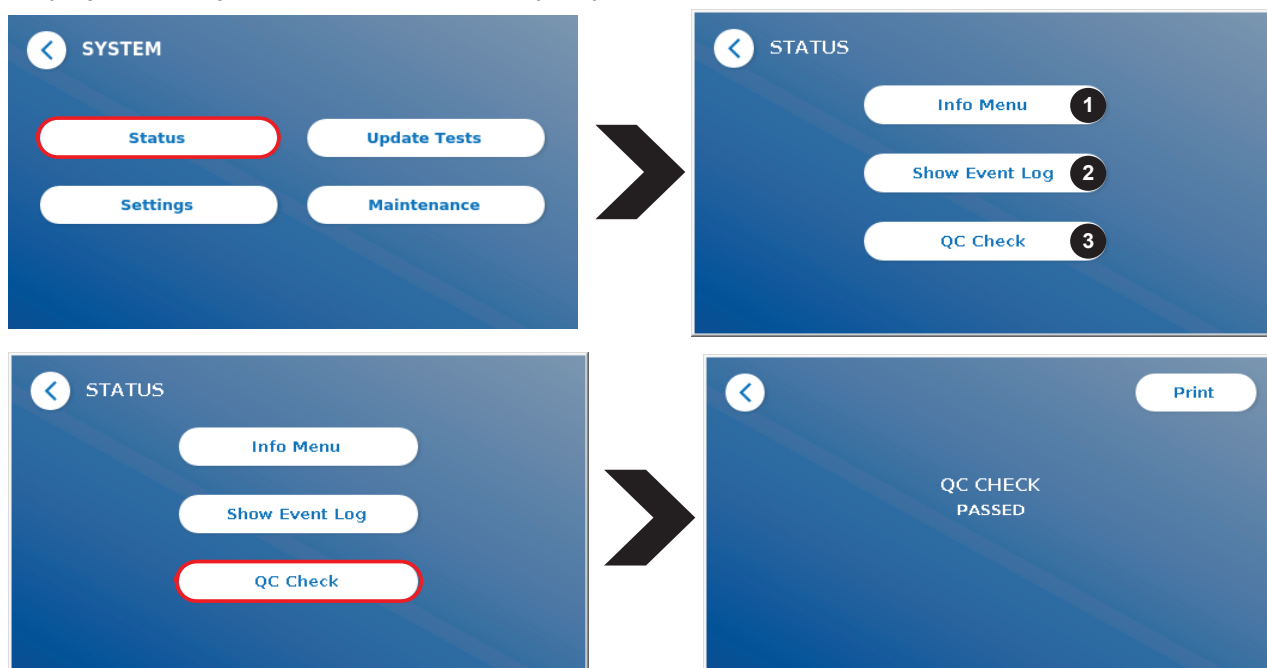 SYSTEM
Status
Update Tests
Settings
Maintenance
STATUS
Info Menu 1
Show Event Log 2
QC Check 3
STATUS
Info Menu
Show Event Log
QC Check
Print
QC CHECK
PASSED